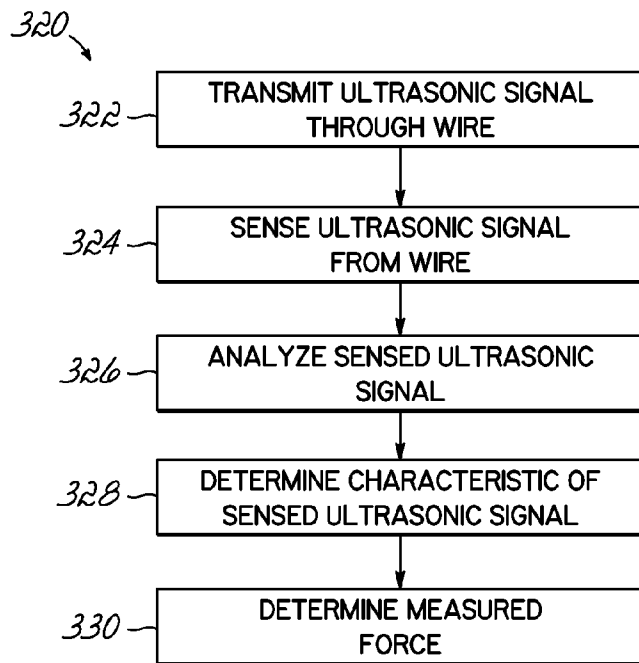 320
322
TRANSMIT ULTRASONIC SIGNAL
THROUGH WIRE
324
SENSE ULTRASONIC SIGNAL
FROM WIRE
326
ANALYZE SENSED ULTRASONIC
SIGNAL
328
DETERMINE CHARACTERISTIC OF
SENSED ULTRASONIC SIGNAL
330
DETERMINE MEASURED
FORCE